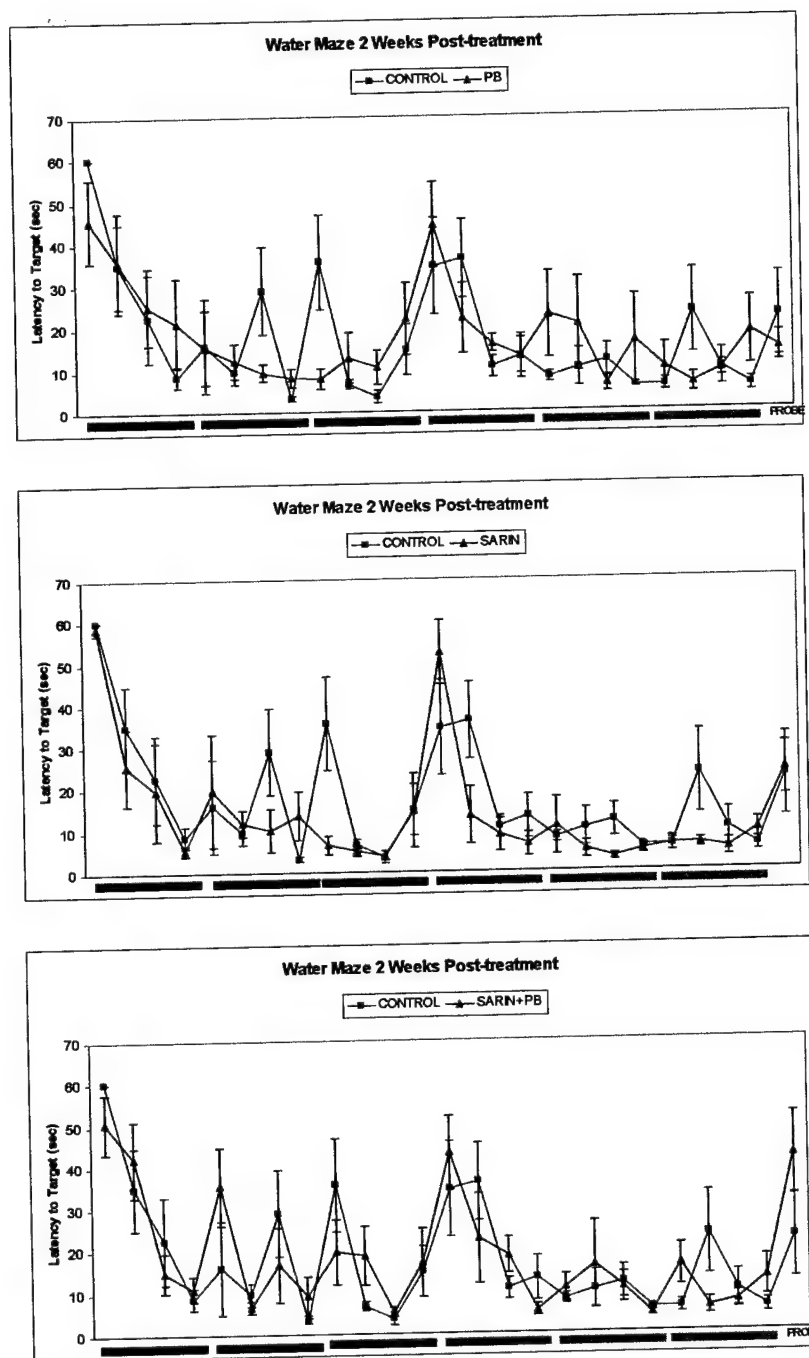 Water Maze 2 Weeks Post-treatment
CONTROL PB
70
60
50
40
30
20
10
0
Latency to Target (sec)
PROBE
Water Maze 2 Weeks Post-treatment
CONTROL SARIN
70
60
50
40
30
20
10
0
Latency to Target (sec)
Water Maze 2 Weeks Post-treatment
CONTROL SARIN+PB
70
60
50
40
30
20
10
0
Latency to Target (sec)